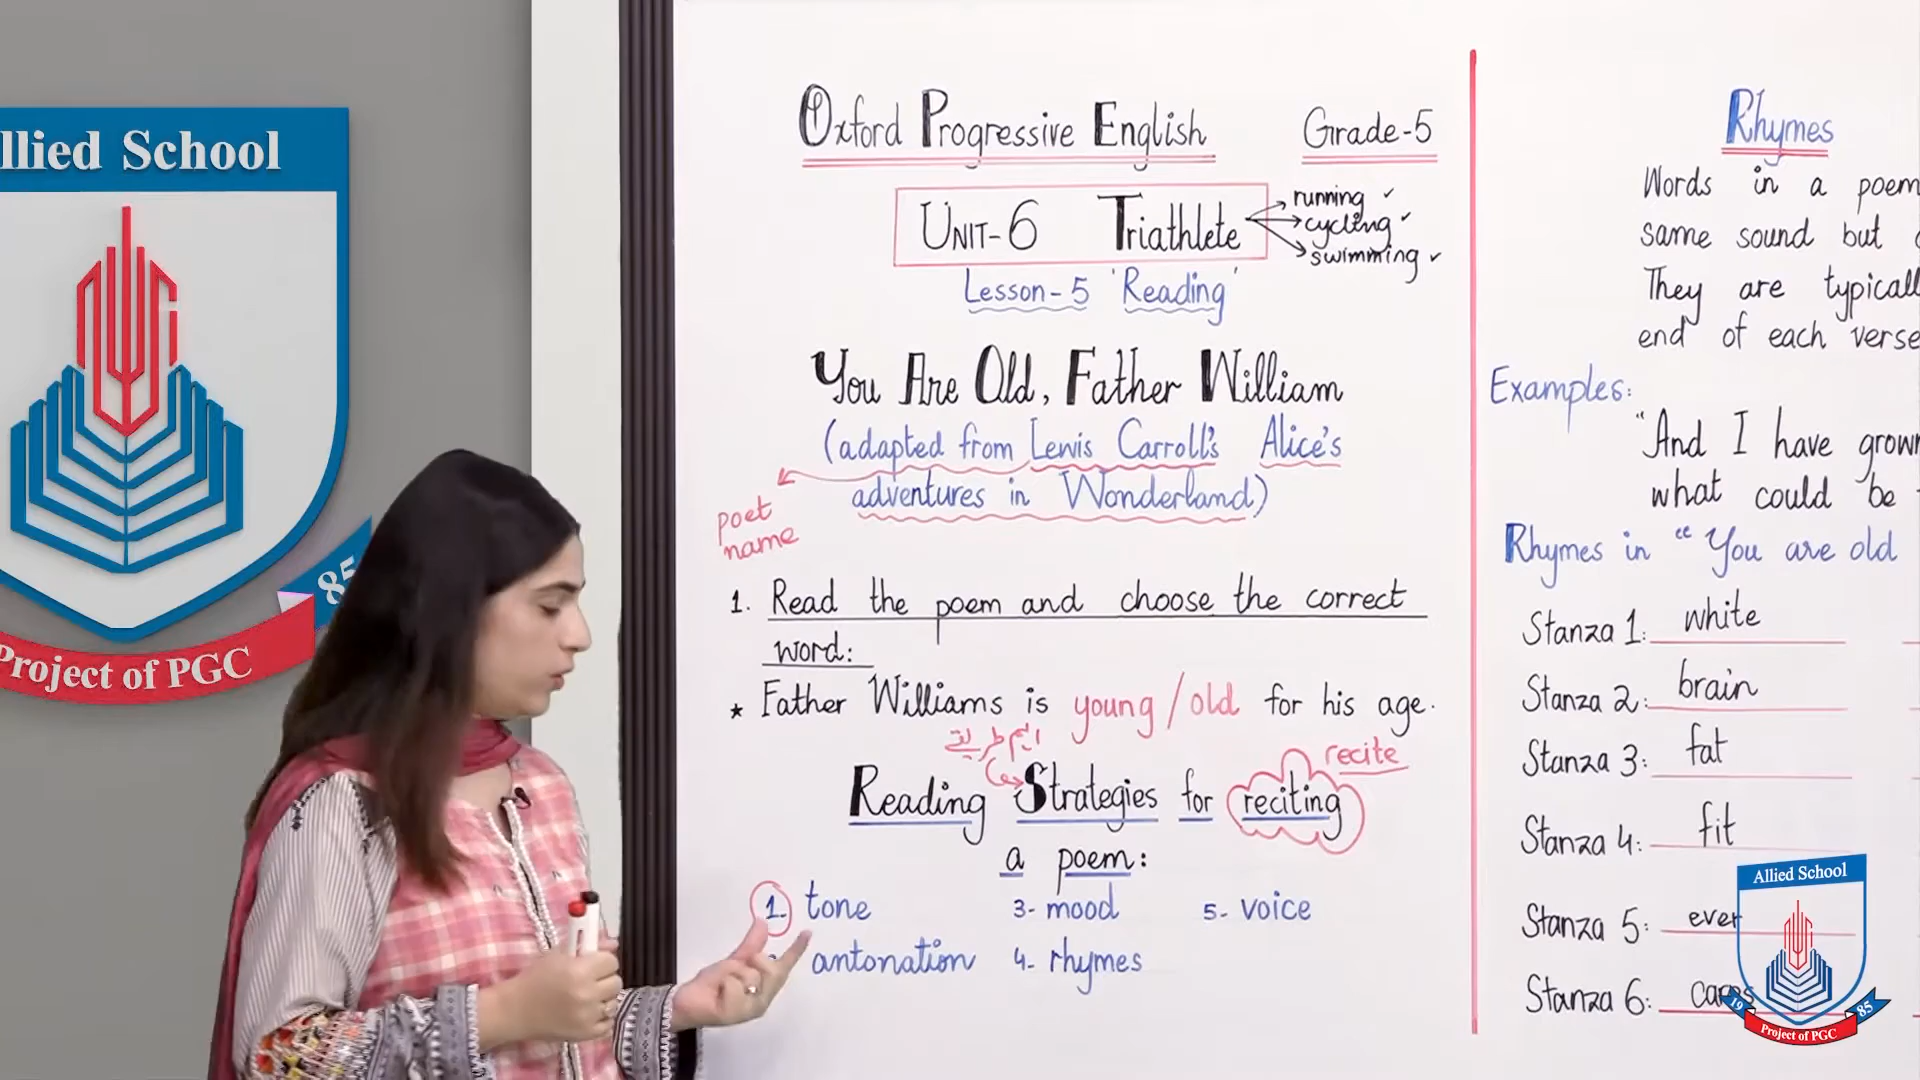 llied School
85
Project of PGC
Oxford Progressive English Grade-5
UNIT-6 Triathlete
running ✓
cycling ✓
swimming ✓
Lesson-5 'Reading'
You Are Old, Father William
(adapted from Lewis Carroll's Alice's
adventures in Wonderland)
poet
name
1. Read the poem and choose the correct
word:
★ Father Williams is young / old for his age.
recite
Reading Strategies for reciting
a poem:
1. tone 3- mood 5- voice
antonation 4- rhymes
Rhymes
Words in a poem
same sound but
They are typicall
end of each verse
Examples:
"And I have grown
what could be
Rhymes in "You are old
Stanza 1: white
Stanza 2: brain
Stanza 3: fat
Stanza 4: fit
Stanza 5: ever
Stanza 6:
Allied School
19 85
Project of PGC